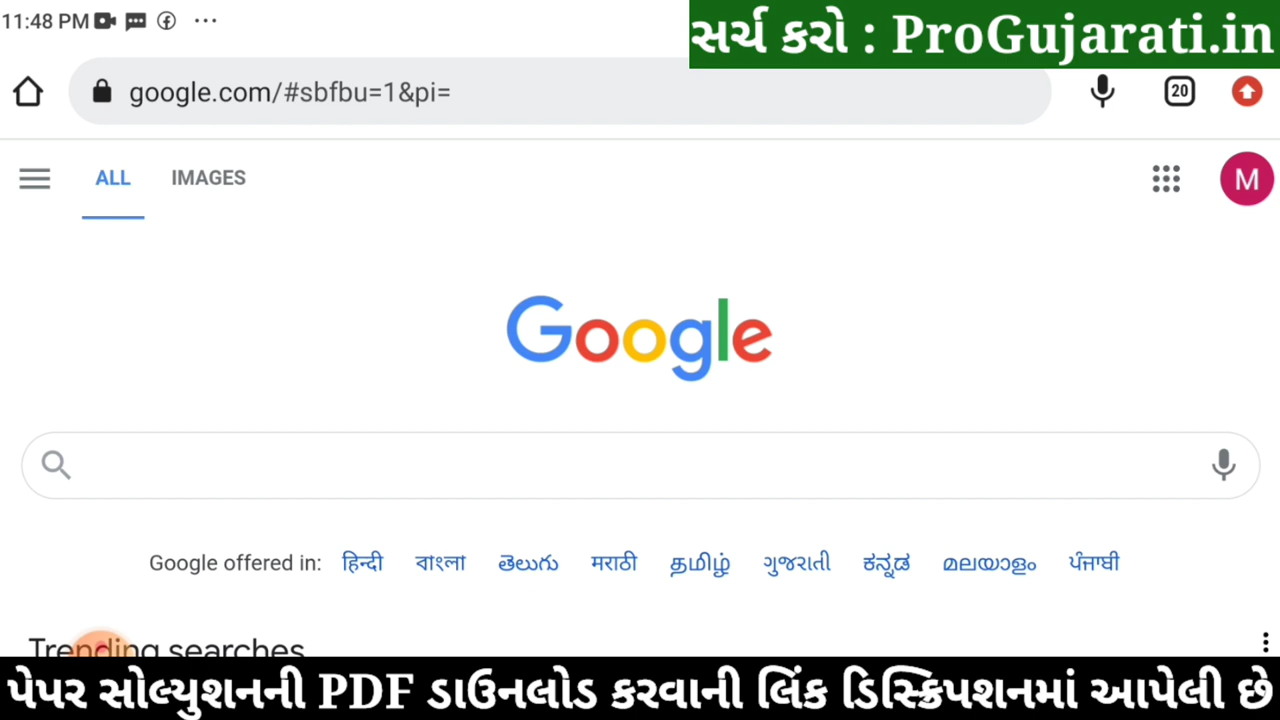 11:48 PM
સર્ચ કરો : ProGujarati.in
google.com/#sbfbu=1&pi=
20
ALL IMAGES
M
Google
Google offered in: हिन्दी বাংলা తెలుగు मराठी தமிழ் ગુજરાતી ಕನ್ನಡ മലയാളം ਪੰਜਾਬੀ
Trending searches
પેપર સોલ્યુશનની PDF ડાઉનલોડ કરવાની લિંક ડિસ્ક્રિપશનમાં આપેલી છે